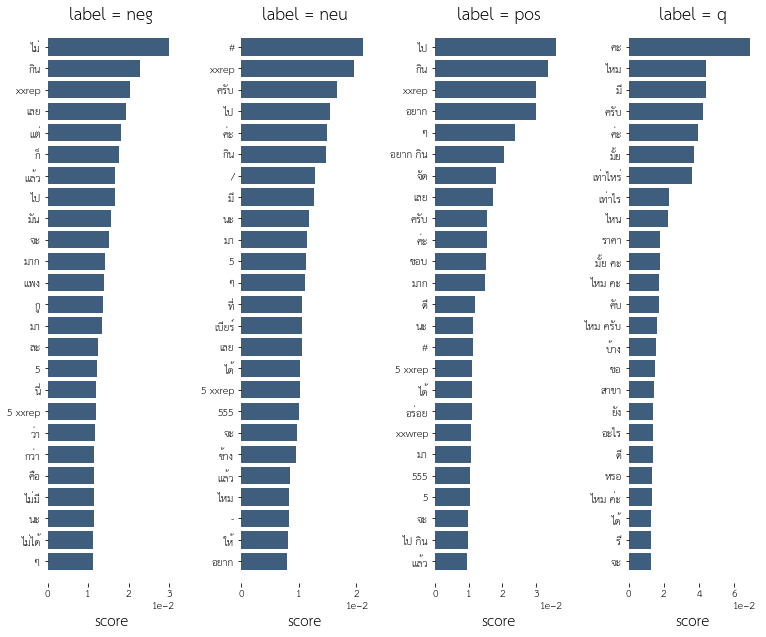 label = neg
ไม่
กิน
xxrep
เลย
แต่
ก็
แล้ว
ไป
มัน
จะ
มาก
แพง
กู
มา
ละ
5
นี่
5 xxrep
ว่า
กว่า
คือ
ไม่มี
นะ
ไม่ได้
ๆ
0 1 2 3
1e−2
score
label = neu
#
xxrep
ครับ
ไป
ค่ะ
กิน
/
มี
นะ
มา
5
ๆ
ที่
เบียร์
เลย
ได้
5 xxrep
555
จะ
ช้าง
แล้ว
ไหม
-
ให้
อยาก
0 1 2
1e−2
score
label = pos
ไป
กิน
xxrep
อยาก
ๆ
อยาก กิน
จัด
เลย
ครับ
ค่ะ
ชอบ
มาก
ดี
นะ
#
5 xxrep
ได้
อร่อย
xxwrep
มา
555
5
จะ
ไป กิน
แล้ว
0 1 2 3
1e−2
score
label = q
คะ
ไหม
มี
ครับ
ค่ะ
มั้ย
เท่าไหร่
เท่าไร
ไหน
ราคา
มั้ย คะ
ไหม คะ
คับ
ไหม ครับ
บ้าง
ขอ
สาขา
ยัง
อะไร
ดี
หรอ
ไหม ค่ะ
ได้
รึ
จะ
0 2 4 6
1e−2
score